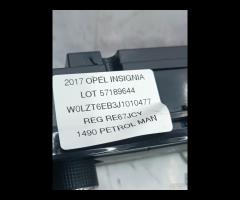 2017 OPEL INSIGNIA
LOT 57189644
W0LZT6EB3J1010477
REG RE67JCY
1490 PETROL MAN